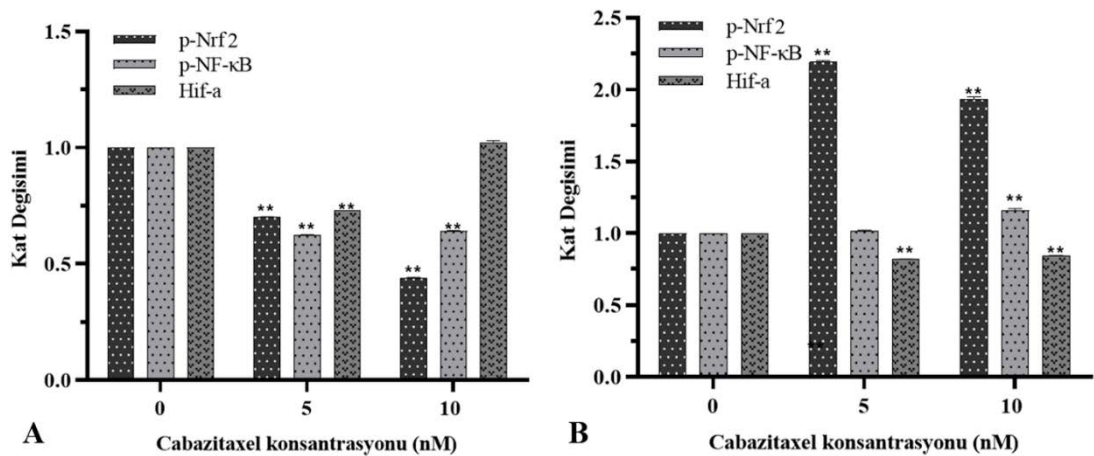 p-Nrf2
p-NF-κB
Hif-a
Kat Degisimi
1.5
1.0
0.5
0.0
** ** **
** **
0 5 10
Cabazitaxel konsantrasyonu (nM)
A
p-Nrf2
p-NF-κB
Hif-a
Kat Degisimi
2.5
2.0
1.5
1.0
0.5
0.0
** **
** ** **
**
0 5 10
Cabazitaxel konsantrasyonu (nM)
B